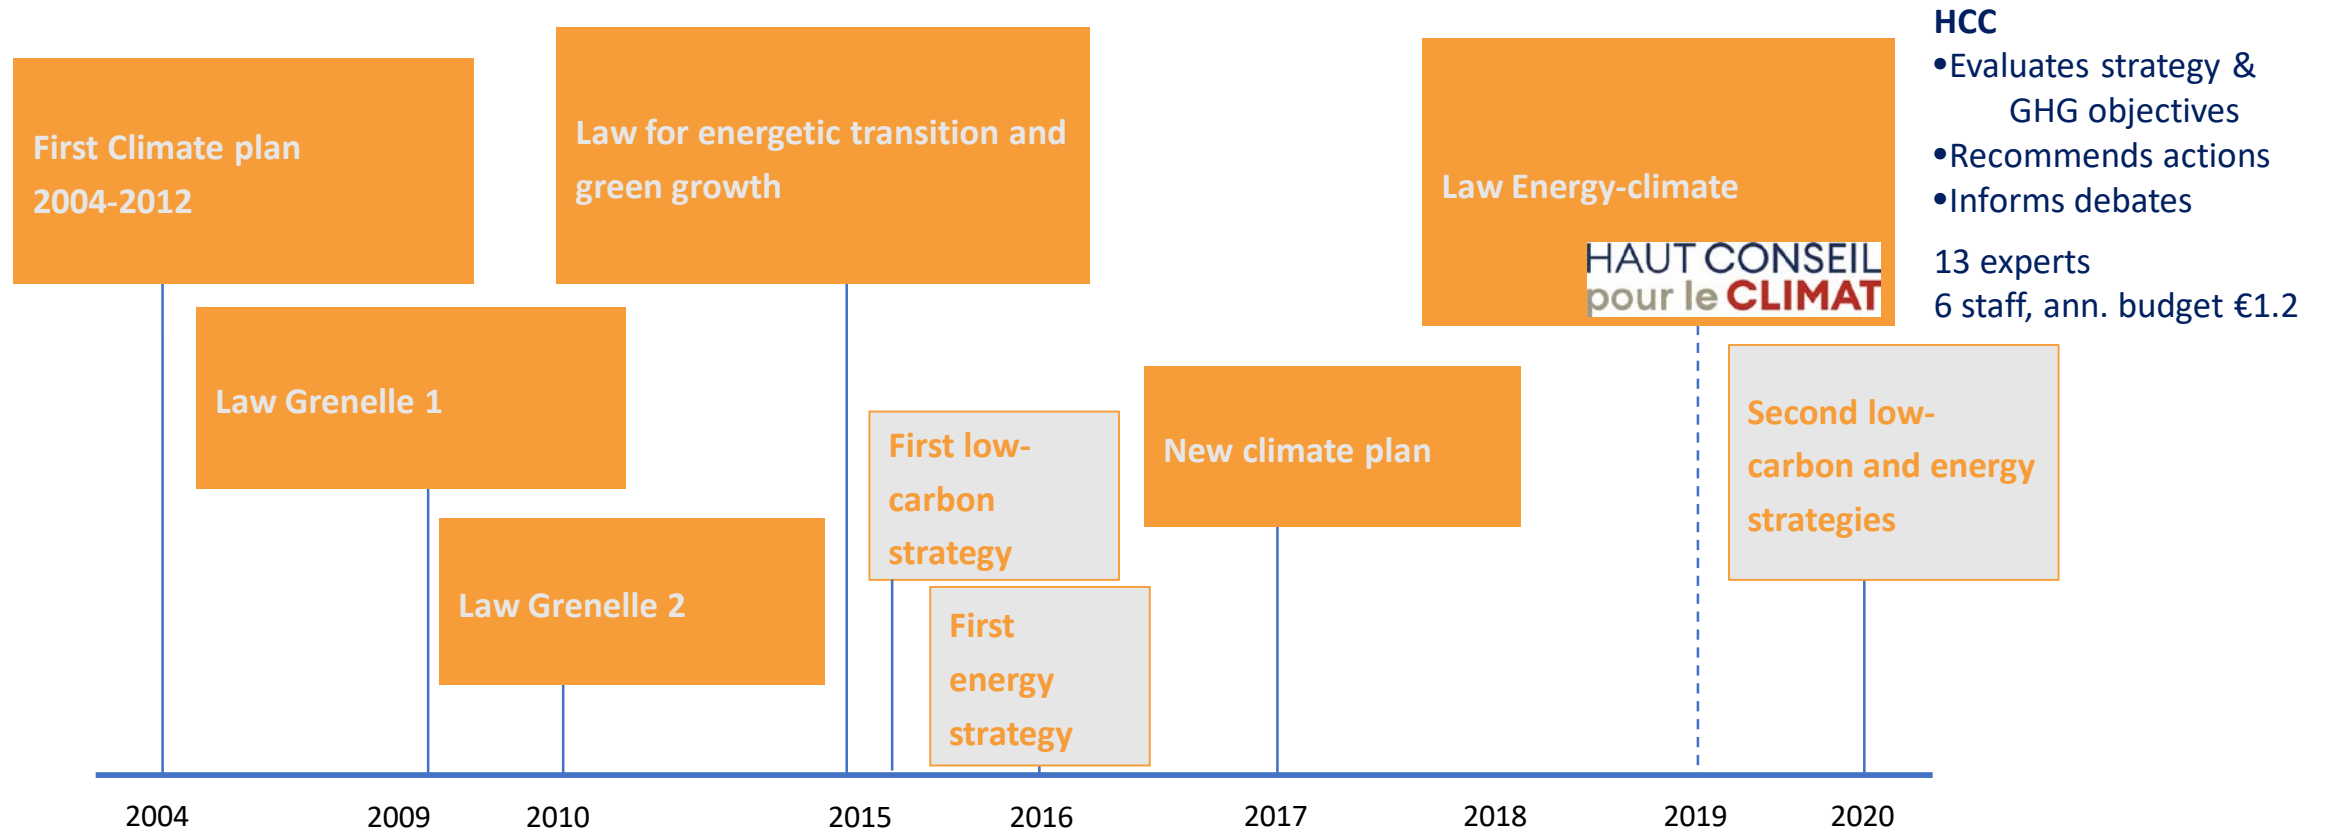 First Climate plan
2004-2012
Law Grenelle 1
Law Grenelle 2
Law for energetic transition and
green growth
First low-
carbon
strategy
First
energy
strategy
New climate plan
Law Energy-climate
HAUT CONSEIL
pour le CLIMAT
Second low-
carbon and energy
strategies
HCC
•Evaluates strategy &
GHG objectives
•Recommends actions
•Informs debates
13 experts
6 staff, ann. budget €1.2
2004
2009
2010
2015
2016
2017
2018
2019
2020